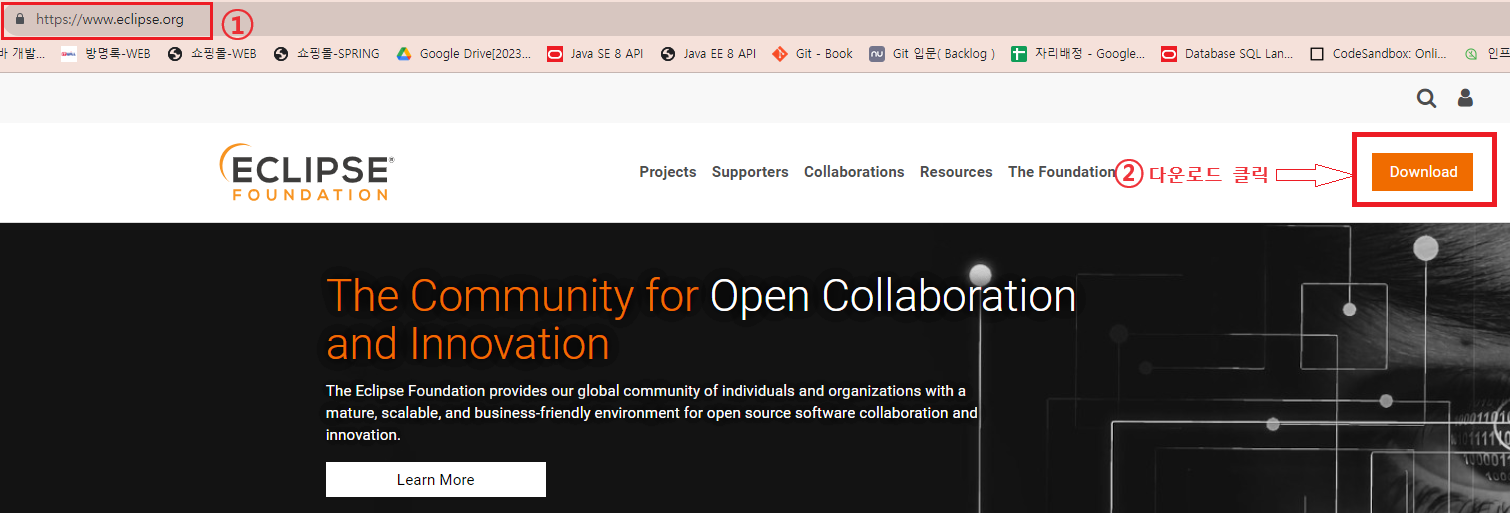 https://www.eclipse.org ①
바 개발... 방명록-WEB 쇼핑몰-WEB 쇼핑몰-SPRING Google Drive[2023... Java SE 8 API Java EE 8 API Git - Book nu Git 입문( Backlog ) 자리배정 - Google... Database SQL Lan... CodeSandbox: Onli... 인프
ECLIPSE®
FOUNDATION
Projects Supporters Collaborations Resources The Foundation ② 다운로드 클릭 Download
The Community for Open Collaboration
and Innovation
The Eclipse Foundation provides our global community of individuals and organizations with a
mature, scalable, and business-friendly environment for open source software collaboration and
innovation.
Learn More